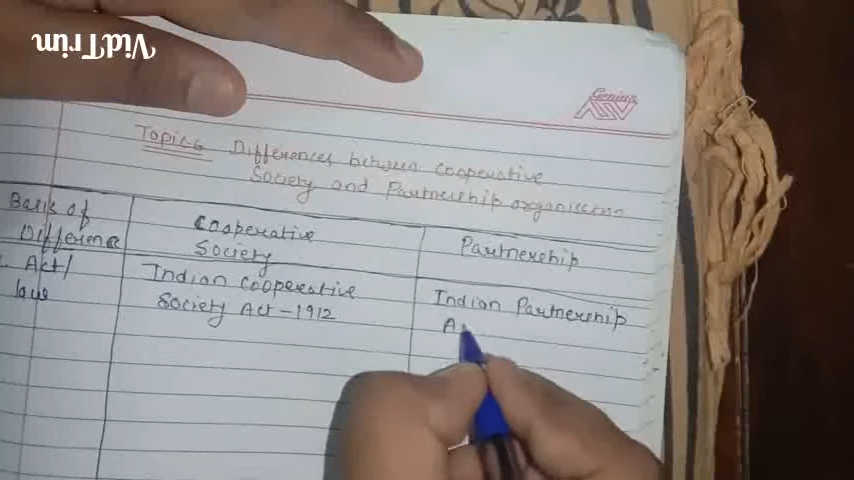 VidTrim
Genius
Topic-6 Differences between Cooperative
Society and Partnership organisation
Basis of
Difference
Cooperative
Society
Partnership
1. Act/
law
Indian Cooperative
Society Act - 1912
Indian Partnership
A